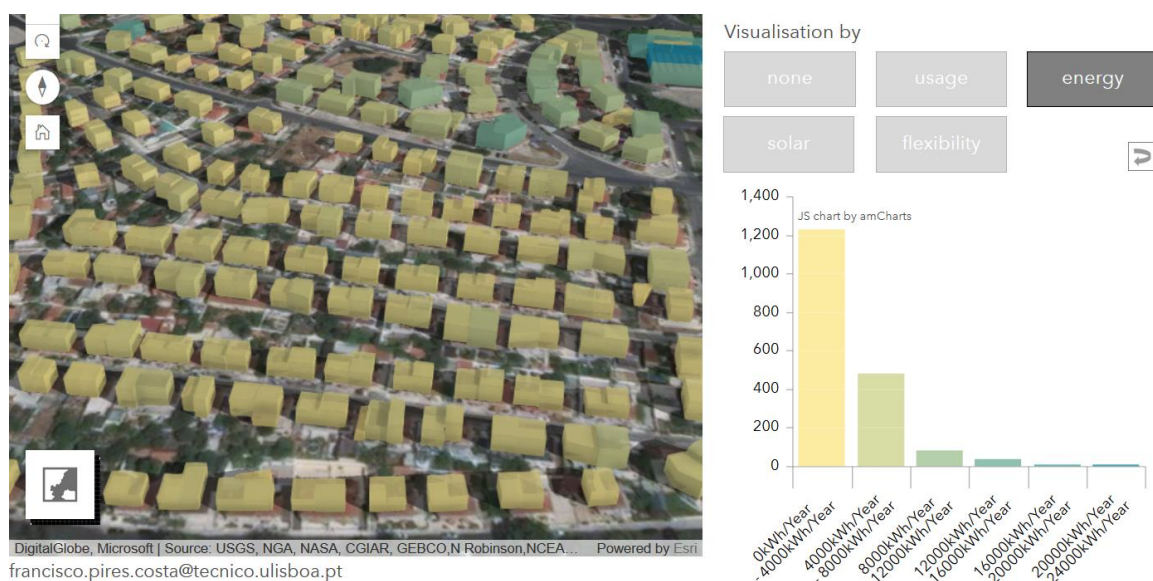 Visualisation by
none
usage
energy
solar
flexibility
1,400
1,200
1,000
800
600
400
200
0
JS chart by amCharts
0kWh/Year
- 4000kWh/Year
4000kWh/Year
- 8000kWh/Year
8000kWh/Year
12000kWh/Year
12000kWh/Year
16000kWh/Year
16000kWh/Year
20000kWh/Year
20000kWh/Year
24000kWh/Year
DigitalGlobe, Microsoft | Source: USGS, NGA, NASA, CGIAR, GEBCO,N Robinson,NCEA... Powered by Esri
francisco.pires.costa@tecnico.ulisboa.pt